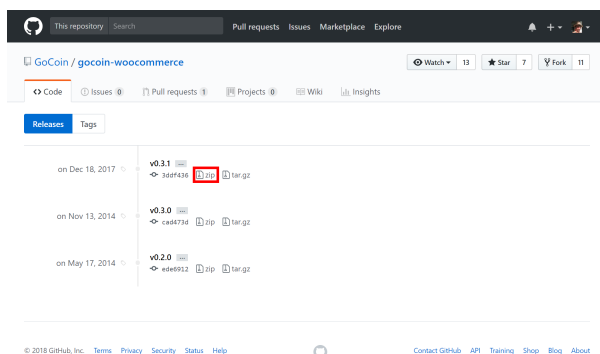 This repository Search Pull requests Issues Marketplace Explore
GoCoin / gocoin-woocommerce Watch 13 Star 7 Fork 11
Code Issues 0 Pull requests 1 Projects 0 Wiki Insights
Releases Tags
v0.3.1 ...
on Dec 18, 2017 3ddf436 zip tar.gz
v0.3.0 ...
on Nov 13, 2014 cad473d zip tar.gz
v0.2.0 ...
on May 17, 2014 ede6912 zip tar.gz
© 2018 GitHub, Inc. Terms Privacy Security Status Help Contact GitHub API Training Shop Blog About